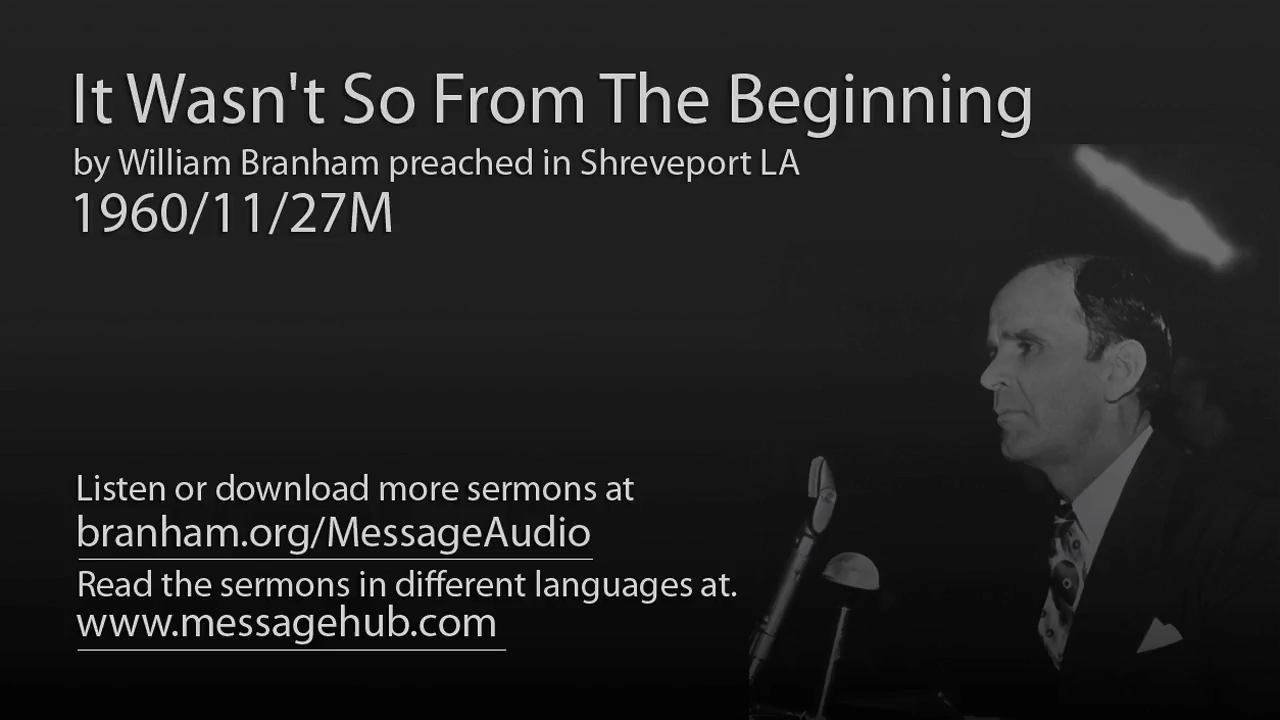 It Wasn't So From The Beginning
by William Branham preached in Shreveport LA
1960/11/27M
Listen or download more sermons at
branham.org/MessageAudio
Read the sermons in different languages at.
www.messagehub.com